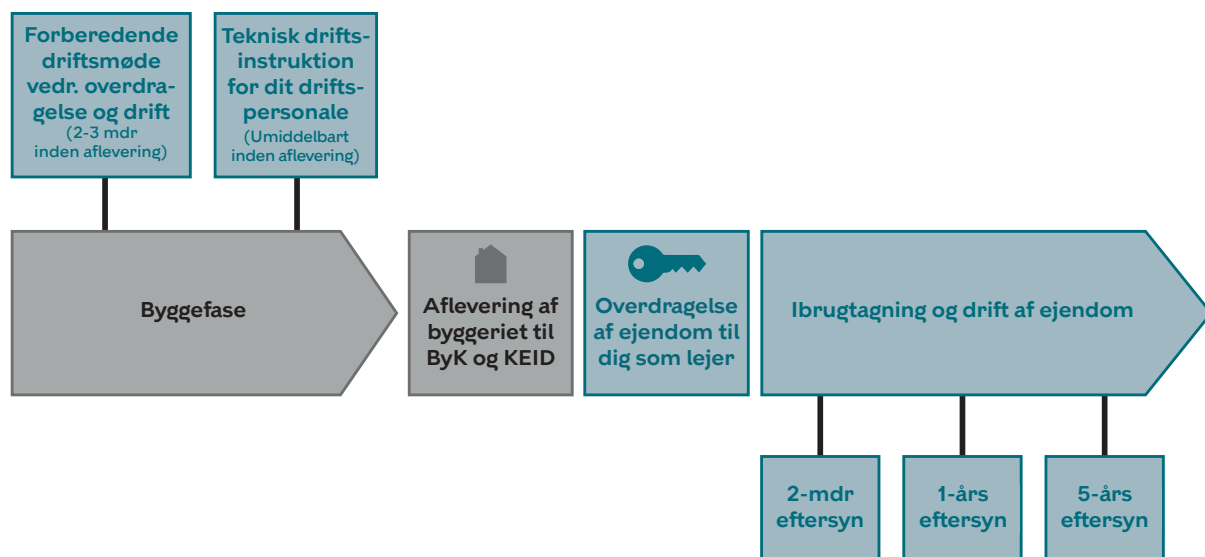 Forberedende
driftsmøde
vedr. overdra-
gelse og drift
(2-3 mdr
inden aflevering)
Teknisk drifts-
instruktion
for dit drifts-
personale
(Umiddelbart
inden aflevering)
Byggefase
Aflevering af
byggeriet til
ByK og KEID
Overdragelse
af ejendom til
dig som lejer
Ibrugtagning og drift af ejendom
2-mdr
eftersyn
1-års
eftersyn
5-års
eftersyn